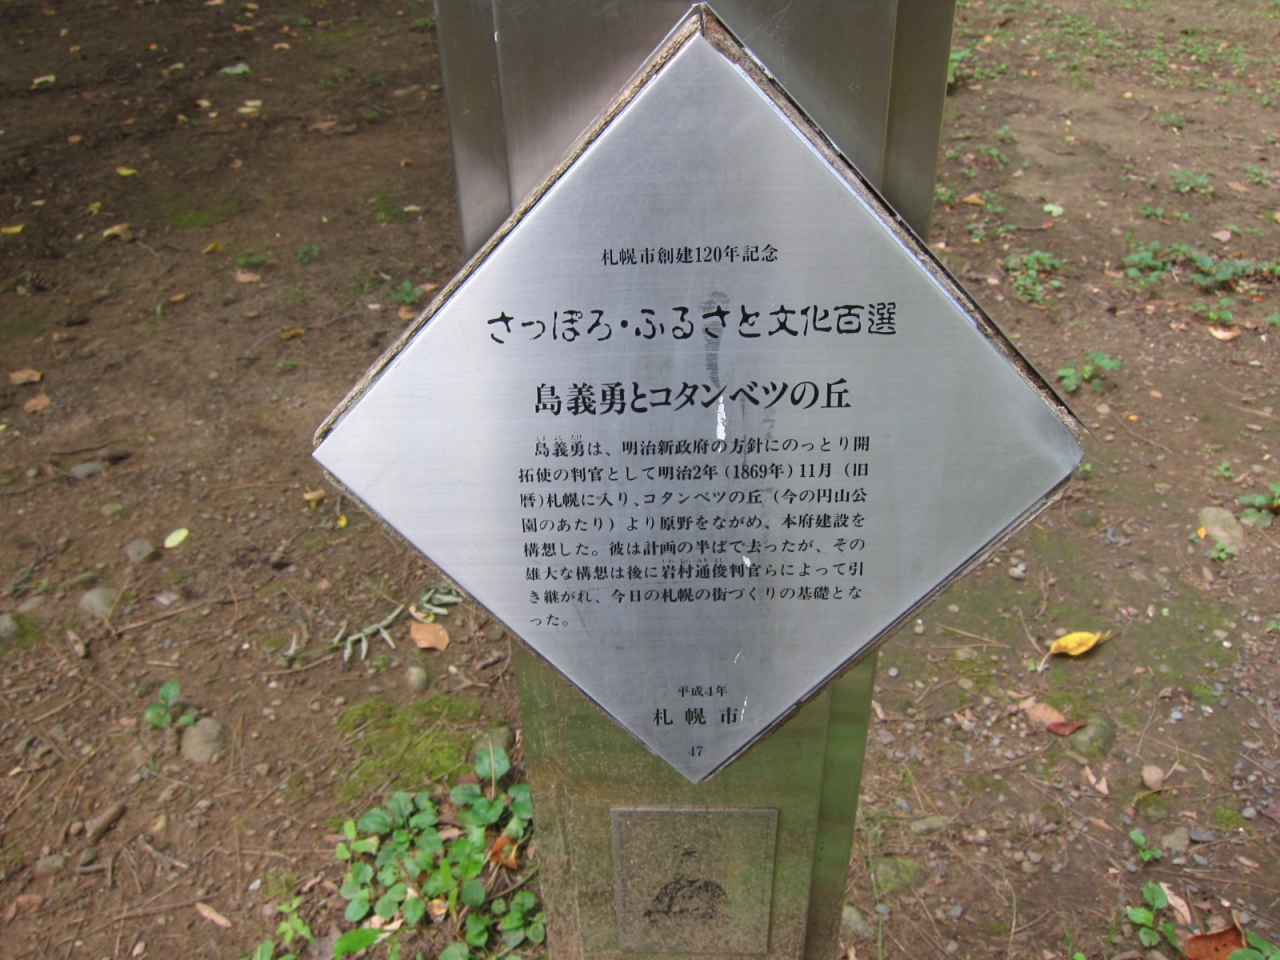 札幌市創建120年記念
さっぽろ・ふるさと文化百選
島義勇とコタンベツの丘
島義勇は、明治新政府の方針にのっとり開
拓使の判官として明治2年（1869年）11月（旧
暦）札幌に入り、コタンベツの丘（今の円山公
園のあたり）より原野をながめ、本府建設を
構想した。彼は計画の半ばで去ったが、その
雄大な構想は後に岩村通俊判官らによって引
き継がれ、今日の札幌の街づくりの基礎とな
った。
平成4年
札幌市
47